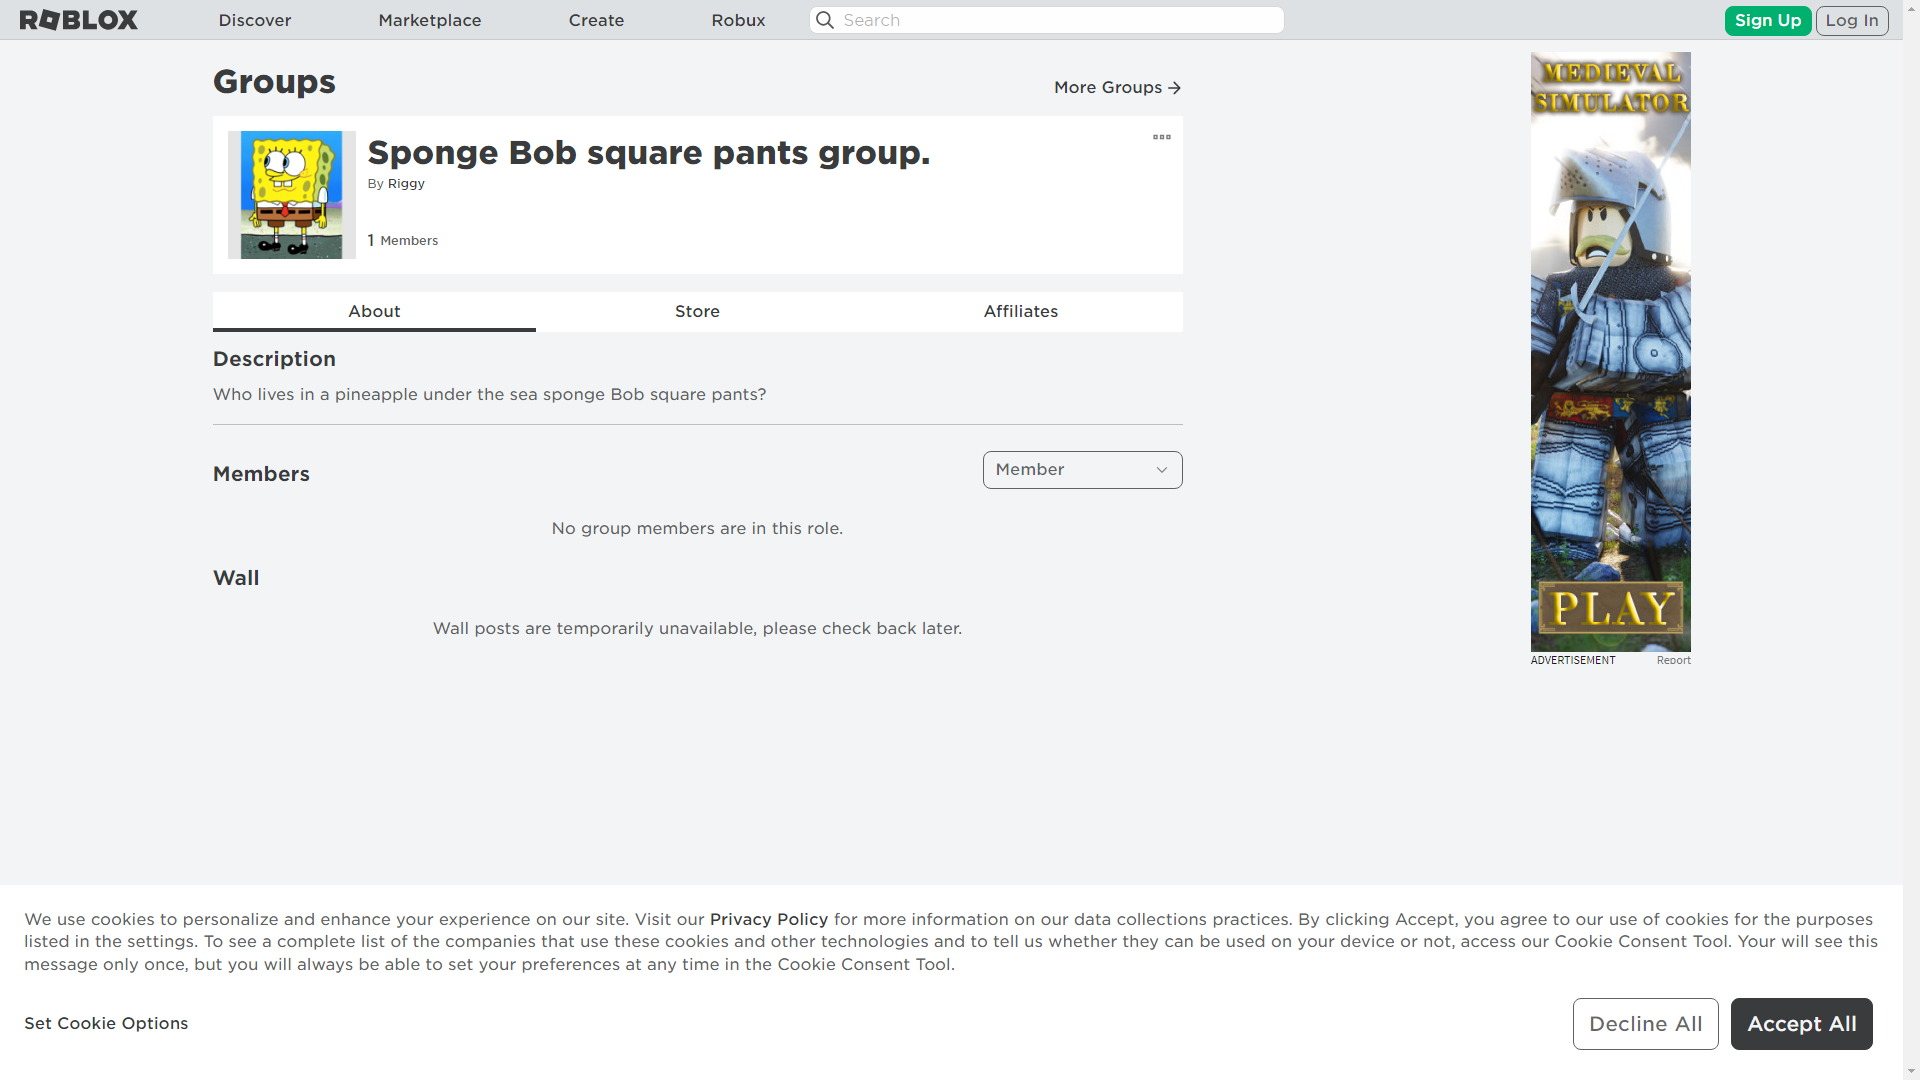 ROBLOX
Discover
Marketplace
Create
Robux
Search
Sign Up
Log In
Groups
More Groups
Sponge Bob square pants group.
By Riggy
1 Members
About
Store
Affiliates
Description
Who lives in a pineapple under the sea sponge Bob square pants?
Members
Member
No group members are in this role.
Wall
Wall posts are temporarily unavailable, please check back later.
MEDIEVAL
SIMULATOR
PLAY
ADVERTISEMENT
Report
We use cookies to personalize and enhance your experience on our site. Visit our Privacy Policy for more information on our data collections practices. By clicking Accept, you agree to our use of cookies for the purposes
listed in the settings. To see a complete list of the companies that use these cookies and other technologies and to tell us whether they can be used on your device or not, access our Cookie Consent Tool. Your will see this
message only once, but you will always be able to set your preferences at any time in the Cookie Consent Tool.
Set Cookie Options
Decline All
Accept All